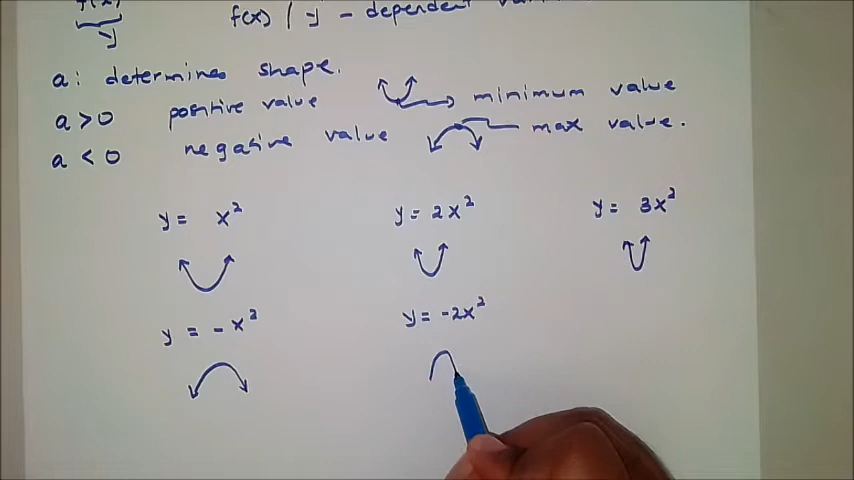 y
f(x) / y - dependent
a: determines shape.
a > 0 positive value minimum value
a < 0 negative value max value.
y = x² y = 2x² y = 3x²
y = -x² y = -2x²